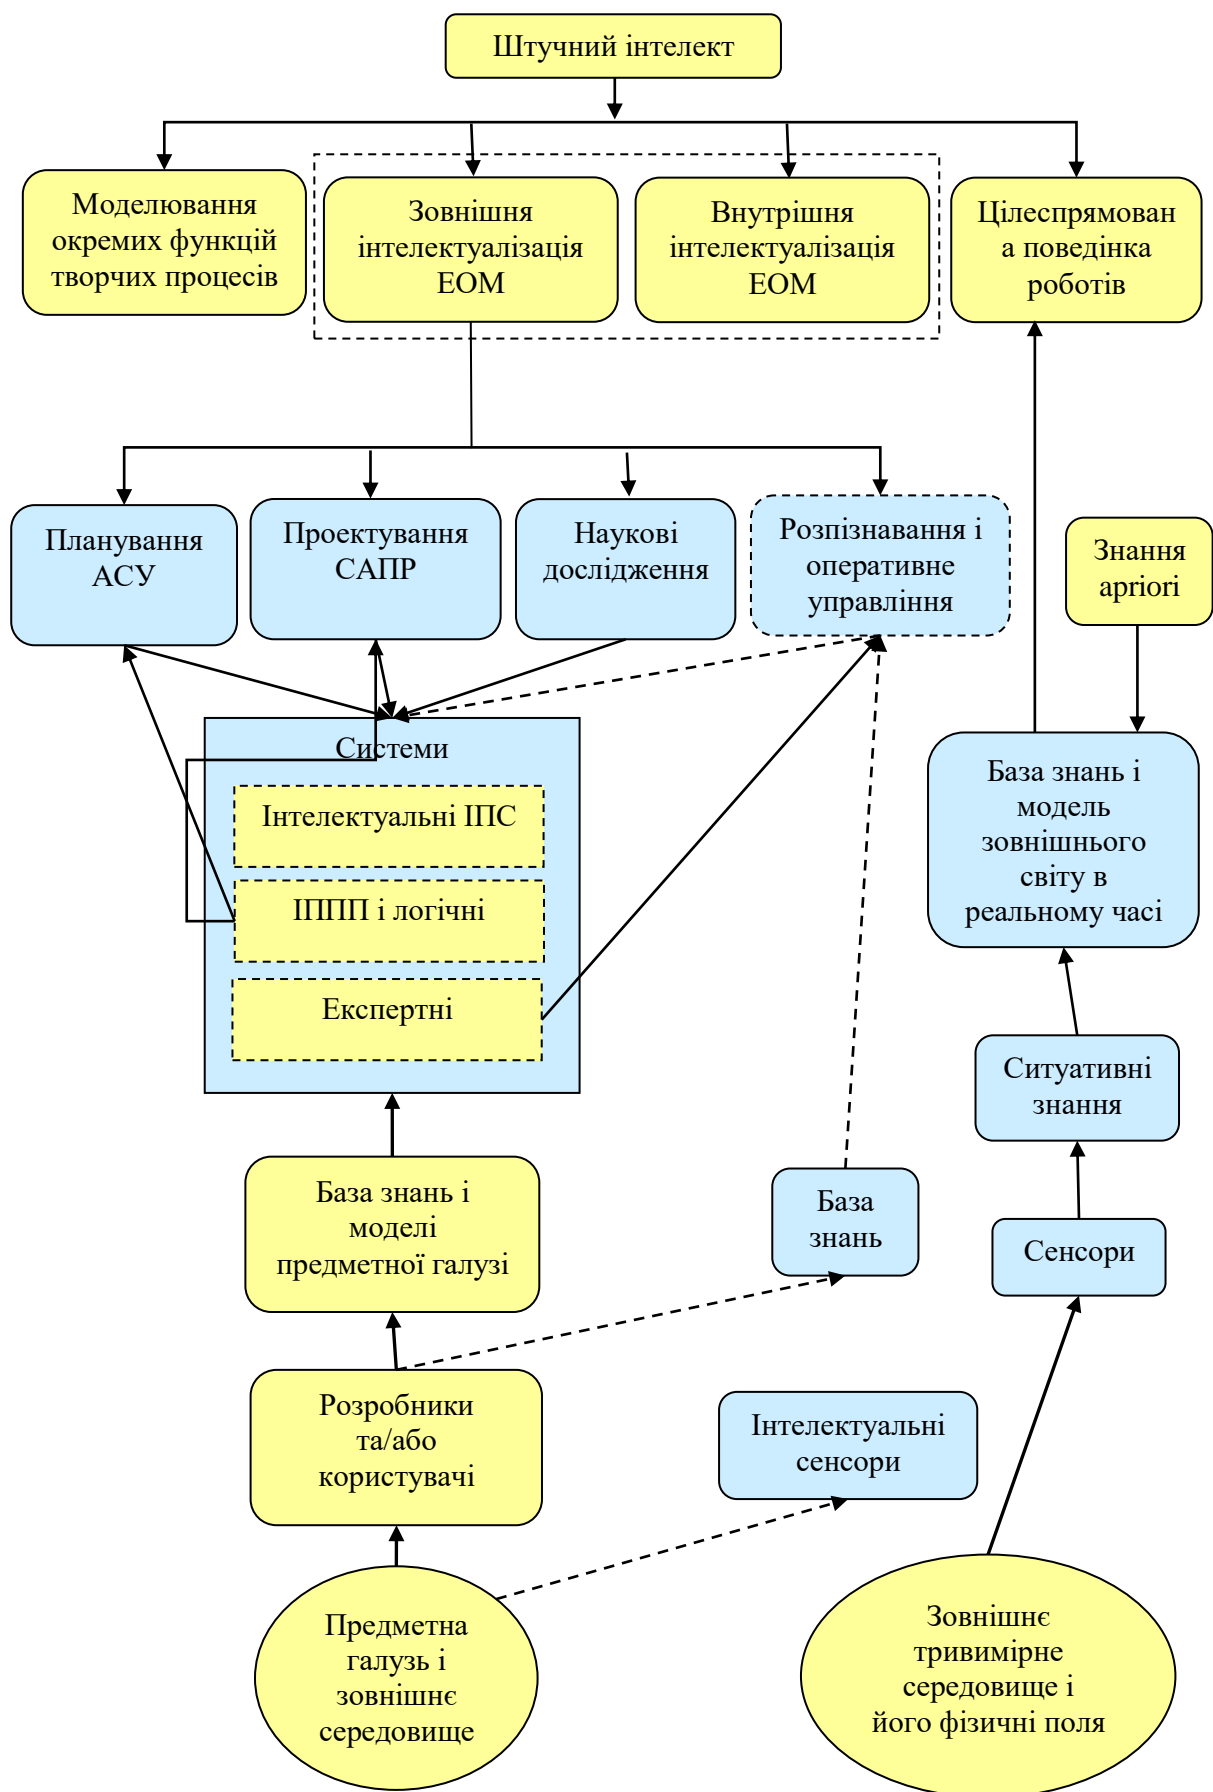 Штучний інтелект
Моделювання
окремих функцій
творчих процесів
Зовнішня
інтелектуалізація
ЕОМ
Внутрішня
інтелектуалізація
ЕОМ
Цілеспрямован
а поведінка
роботів
Планування
АСУ
Проектування
САПР
Наукові
дослідження
Розпізнавання і
оперативне
управління
Знання
apriori
Системи
Інтелектуальні ІПС
ІППП і логічні
Експертні
База знань і
модель
зовнішнього
світу в
реальному часі
Ситуативні
знання
База знань і
моделі
предметної галузі
База
знань
Сенсори
Розробники
та/або
користувачі
Інтелектуальні
сенсори
Предметна
галузь і
зовнішнє
середовище
Зовнішнє
тривимірне
середовище і
його фізичні поля